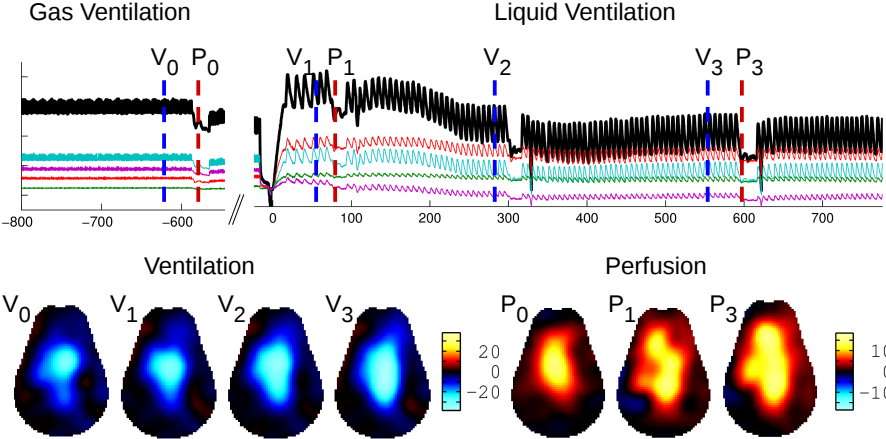 Gas Ventilation
Liquid Ventilation
V0 P0 V1 P1 V2 V3 P3
−800 −700 −600 0 100 200 300 400 500 600 700
Ventilation
Perfusion
V0 V1 V2 V3 P0 P1 P3
20
0
−20
10
0
−10